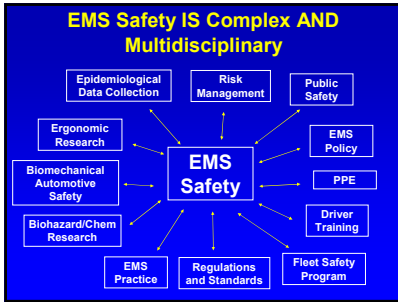 EMS Safety IS Complex AND
Multidisciplinary
Epidemiological
Data Collection
Risk
Management
Public
Safety
Ergonomic
Research
EMS
Policy
EMS
Safety
Biomechanical
Automotive
Safety
PPE
Biohazard/Chem
Research
Driver
Training
EMS
Practice
Regulations
and Standards
Fleet Safety
Program